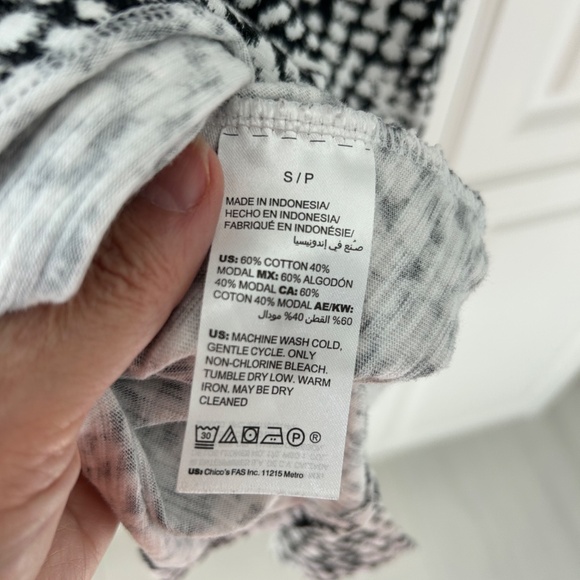 S / P
MADE IN INDONESIA/
HECHO EN INDONESIA/
FABRIQUÉ EN INDONÉSIE/
صُنع في إندونيسيا
US: 60% COTTON 40%
MODAL MX: 60% ALGODÓN
40% MODAL CA: 60%
COTON 40% MODAL AE/KW:
60% القطن 40% مودال
US: MACHINE WASH COLD,
GENTLE CYCLE. ONLY
NON-CHLORINE BLEACH.
TUMBLE DRY LOW. WARM
IRON. MAY BE DRY
CLEANED
30 P ®
US: Chico's FAS Inc. 11215 Metro